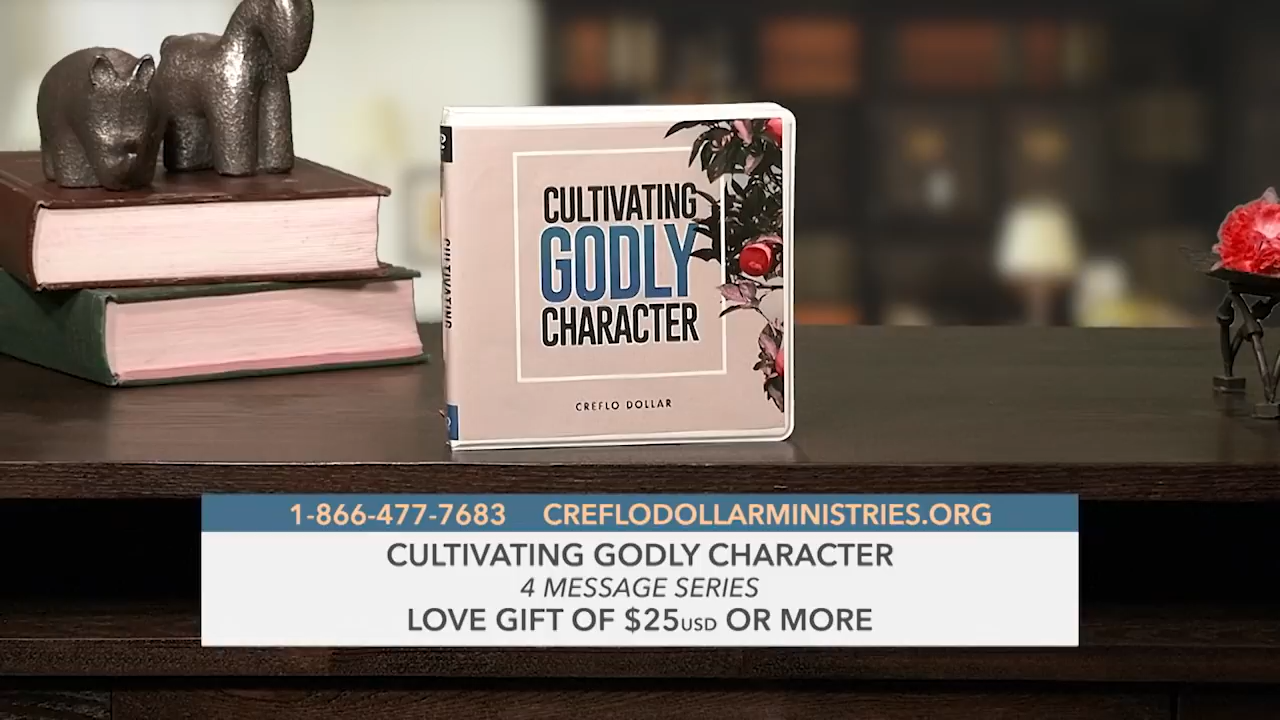 CULTIVATING
GODLY
CHARACTER
CREFLO DOLLAR
CULTIVATING
1-866-477-7683 CREFLODOLLARMINISTRIES.ORG
CULTIVATING GODLY CHARACTER
4 MESSAGE SERIES
LOVE GIFT OF $25USD OR MORE